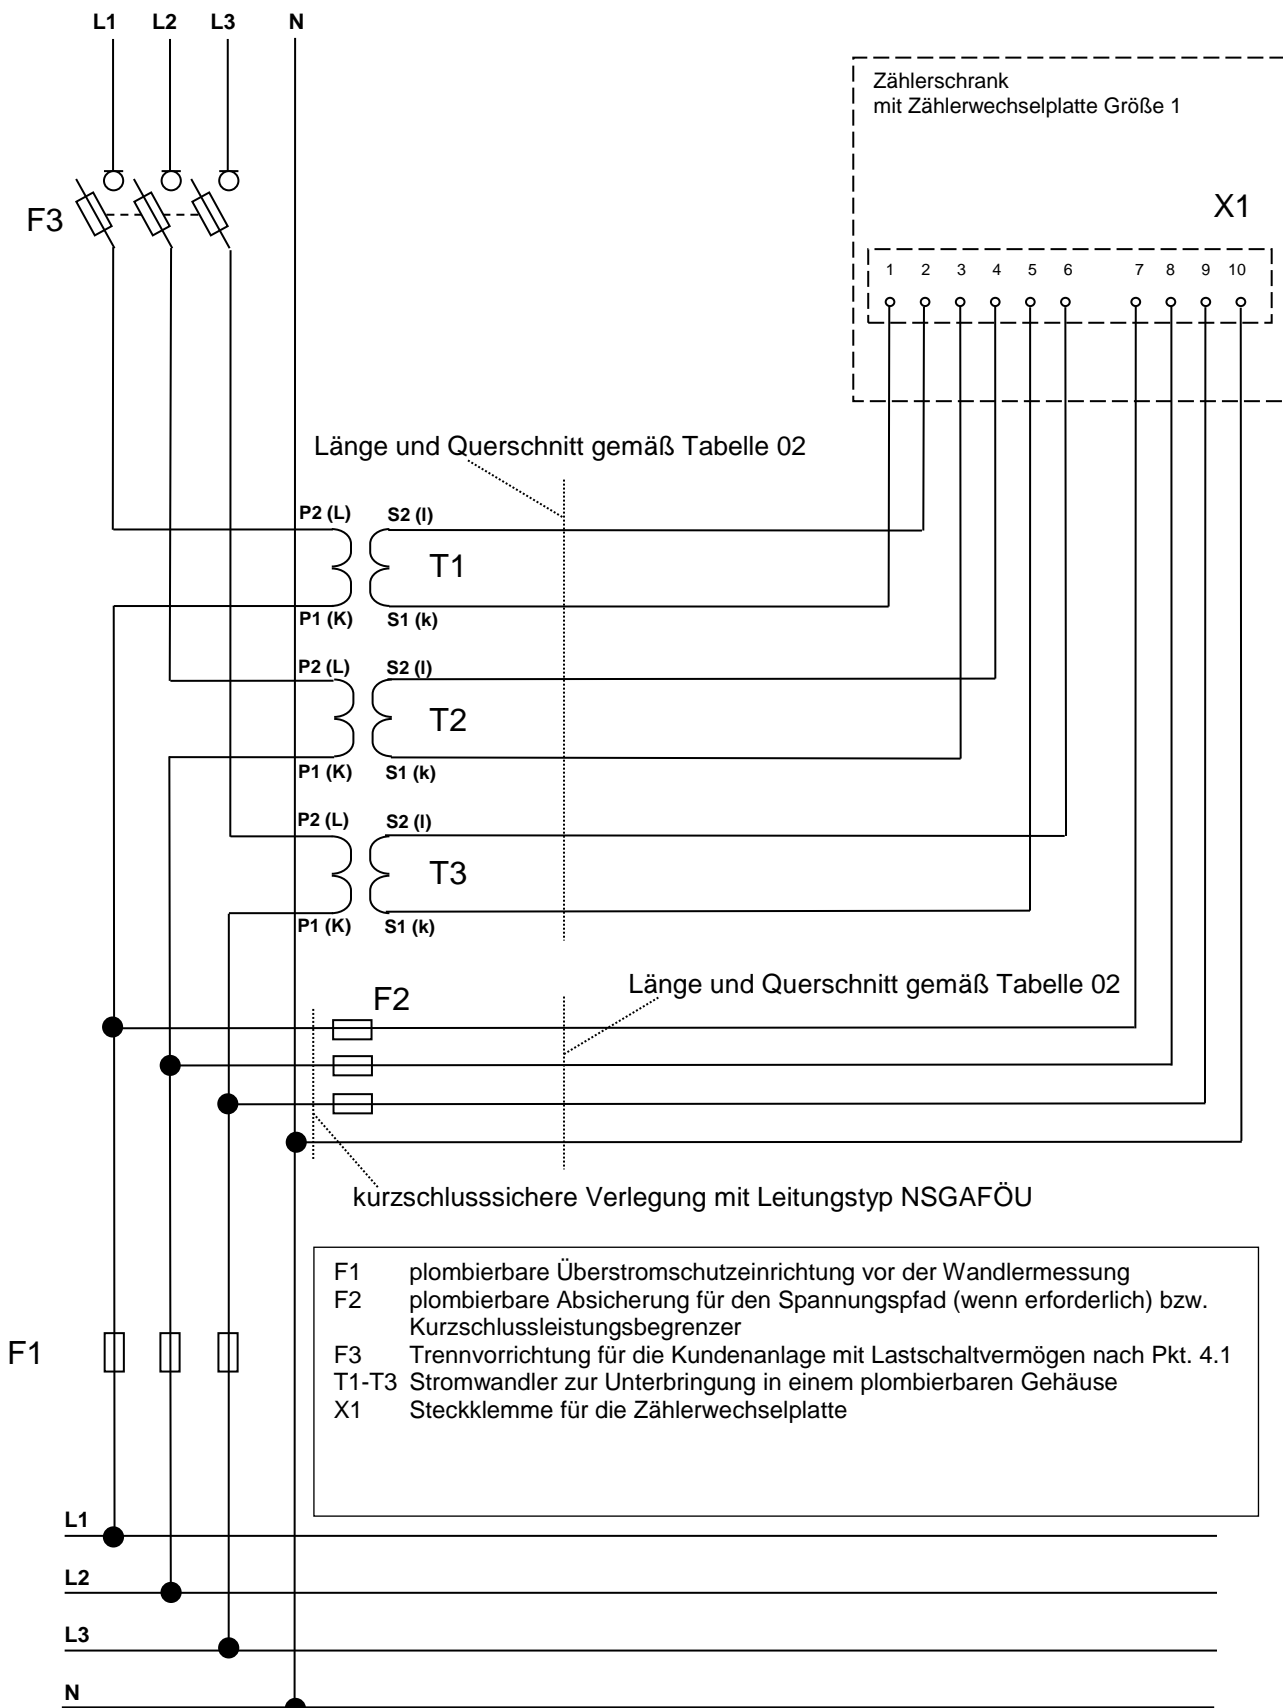 L1 L2 L3 N
Zählerschrank
mit Zählerwechselplatte Größe 1
F3
X1
1 2 3 4 5 6 7 8 9 10
Länge und Querschnitt gemäß Tabelle 02
P2 (L) S2 (l)
T1
P1 (K) S1 (k)
P2 (L) S2 (l)
T2
P1 (K) S1 (k)
P2 (L) S2 (l)
T3
P1 (K) S1 (k)
F2
Länge und Querschnitt gemäß Tabelle 02
kurzschlusssichere Verlegung mit Leitungstyp NSGAFÖU
F1 plombierbare Überstromschutzeinrichtung vor der Wandlermessung
F2 plombierbare Absicherung für den Spannungspfad (wenn erforderlich) bzw.
Kurzschlussleistungsbegrenzer
F3 Trennvorrichtung für die Kundenanlage mit Lastschaltvermögen nach Pkt. 4.1
T1-T3 Stromwandler zur Unterbringung in einem plombierbaren Gehäuse
X1 Steckklemme für die Zählerwechselplatte
F1
L1
L2
L3
N